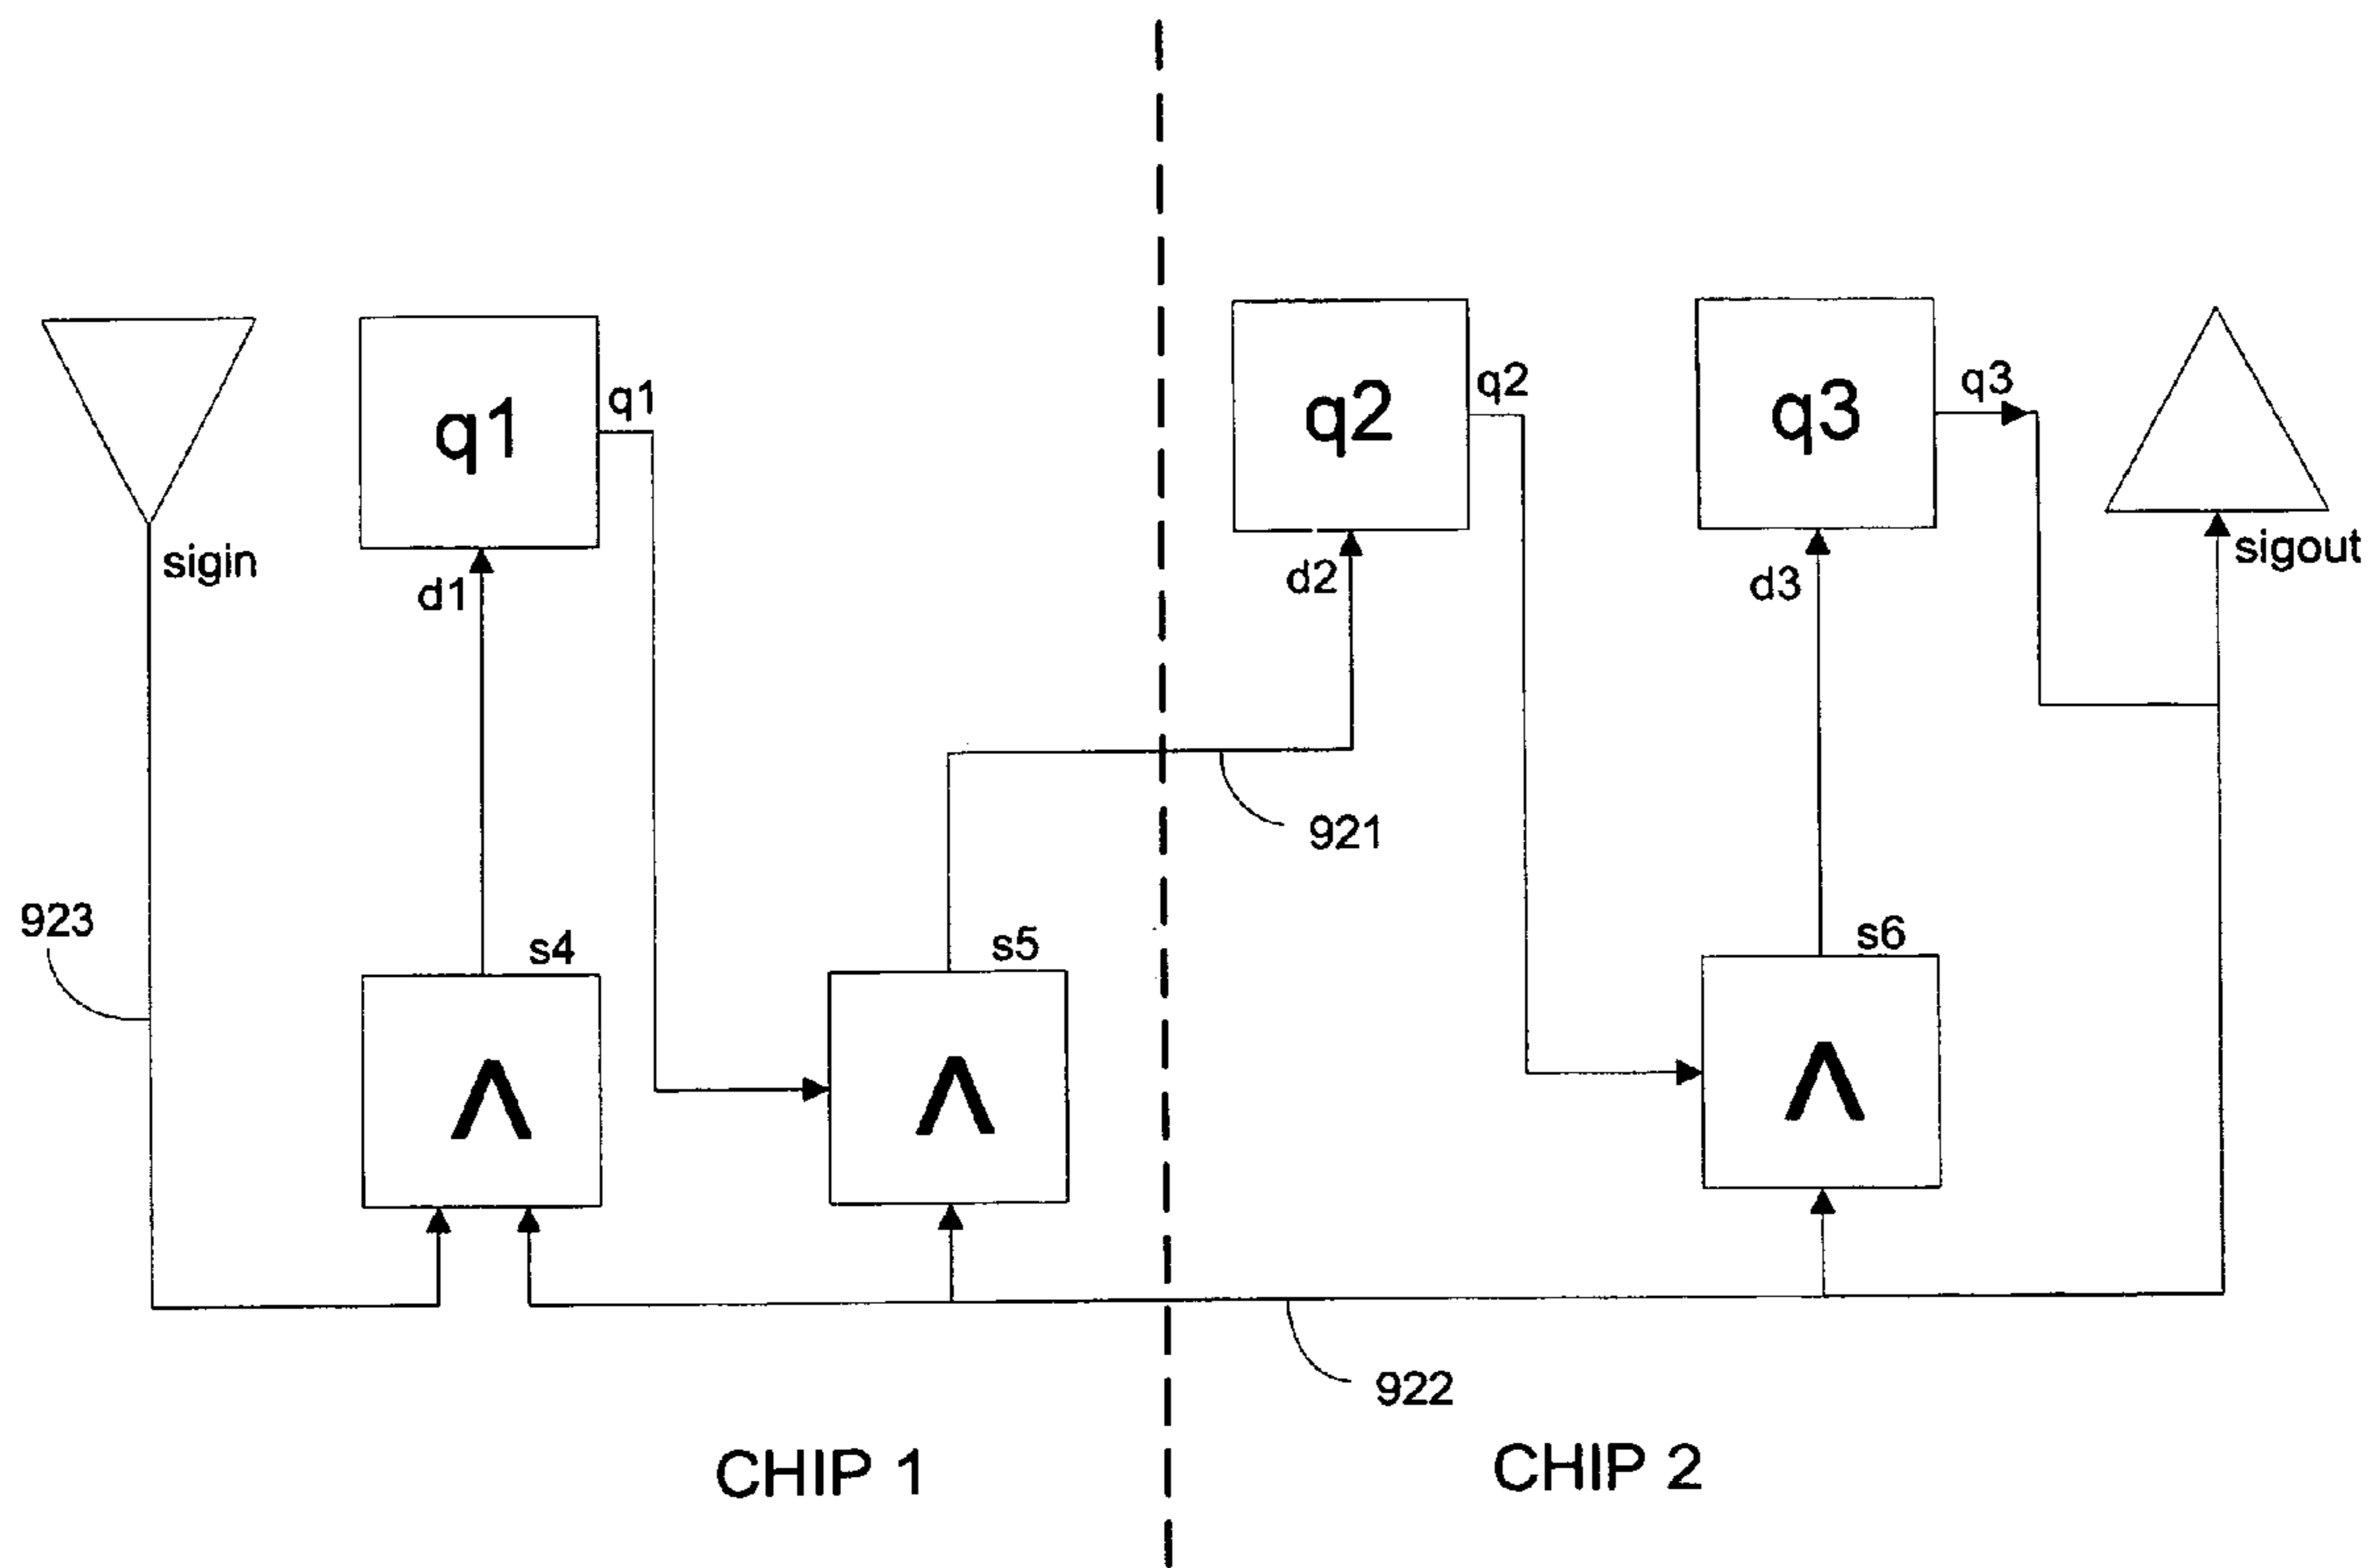 q1
q1
q2
q2
q3
q3
sigin
d1
d2
d3
sigout
921
923
s4
s5
s6
Λ
Λ
Λ
922
CHIP 1
CHIP 2